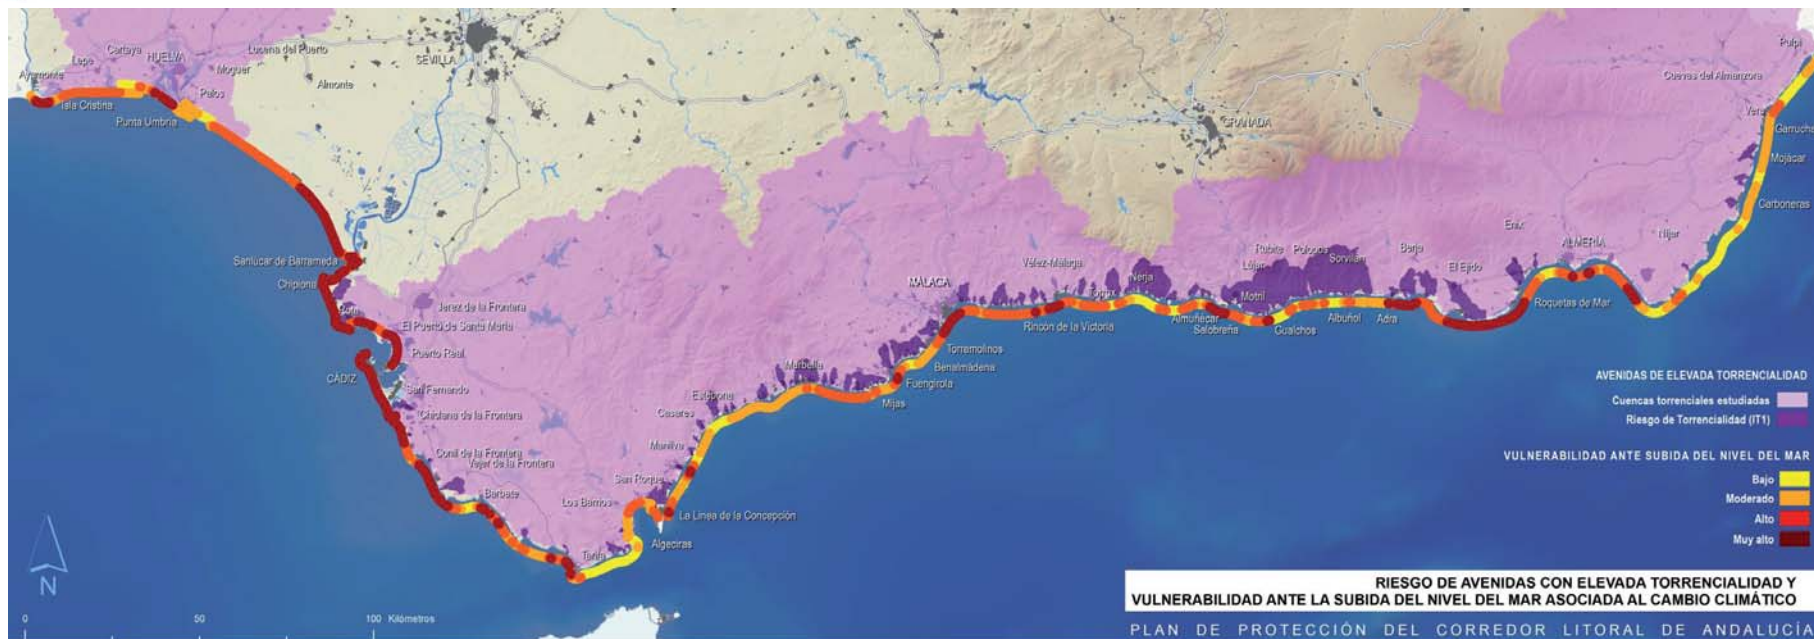 Ayamonte
Lepe
Cartaya
HUELVA
Lucena del Puerto
Moguer
Almonte
Palos
Isla Cristina
Punta Umbría
SEVILLA
GRANADA
Pulpí
Cuevas del Almanzora
Vera
Garrucha
Mojácar
Carboneras
Níjar
ALMERÍA
Enix
Roquetas de Mar
El Ejido
Berja
Adra
Albuñol
Sorvilán
Polopos
Rubite
Lújar
Gualchos
Motril
Salobreña
Almuñécar
Nerja
Torrox
Vélez-Málaga
Rincón de la Victoria
MÁLAGA
Torremolinos
Benalmádena
Fuengirola
Mijas
Marbella
Estepona
Casares
Manilva
San Roque
La Línea de la Concepción
Los Barrios
Algeciras
Tarifa
Barbate
Vejer de la Frontera
Conil de la Frontera
Chiclana de la Frontera
San Fernando
CÁDIZ
Puerto Real
El Puerto de Santa María
Jerez de la Frontera
Rota
Chipiona
Sanlúcar de Barrameda
AVENIDAS DE ELEVADA TORRENCIALIDAD
Cuencas torrenciales estudiadas
Riesgo de Torrencialidad (IT1)
VULNERABILIDAD ANTE SUBIDA DEL NIVEL DEL MAR
Bajo
Moderado
Alto
Muy alto
N
0 50 100 Kilómetros
RIESGO DE AVENIDAS CON ELEVADA TORRENCIALIDAD Y
VULNERABILIDAD ANTE LA SUBIDA DEL NIVEL DEL MAR ASOCIADA AL CAMBIO CLIMÁTICO
PLAN DE PROTECCIÓN DEL CORREDOR LITORAL DE ANDALUCÍA